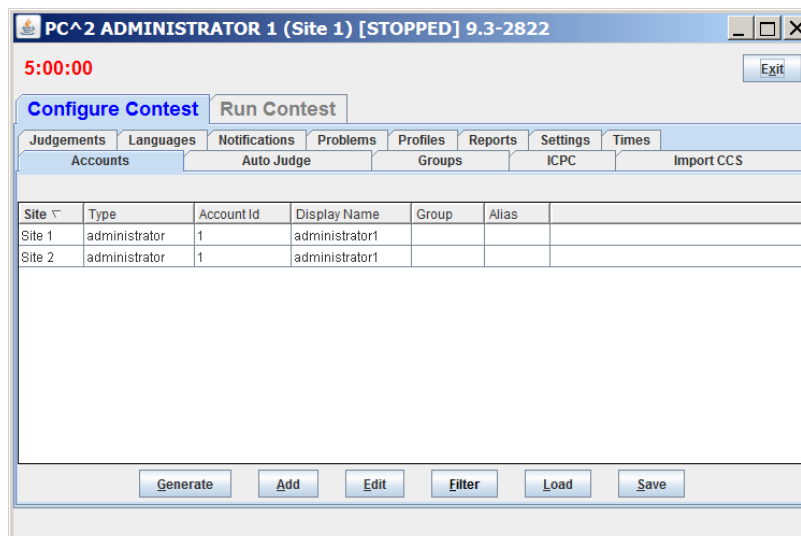 PC^2 ADMINISTRATOR 1 (Site 1) [STOPPED] 9.3-2822
5:00:00 Exit
Configure Contest Run Contest
Judgements Languages Notifications Problems Profiles Reports Settings Times
Accounts Auto Judge Groups ICPC Import CCS
Site Type Account Id Display Name Group Alias
Site 1 administrator 1 administrator1
Site 2 administrator 1 administrator1
Generate Add Edit Filter Load Save